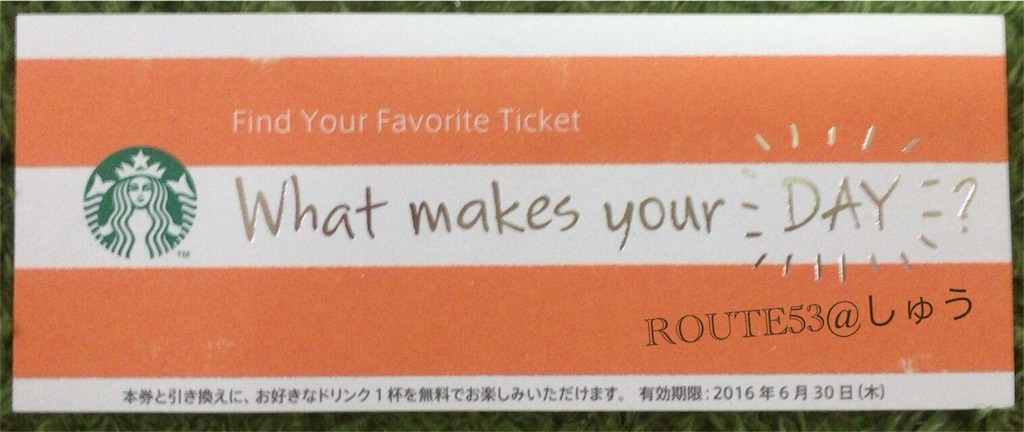 Find Your Favorite Ticket
What makes your DAY?
ROUTE53@しゅう
本券と引き換えに、お好きなドリンク1杯を無料でお楽しみいただけます。 有効期限:2016年6月30日(木)
TM